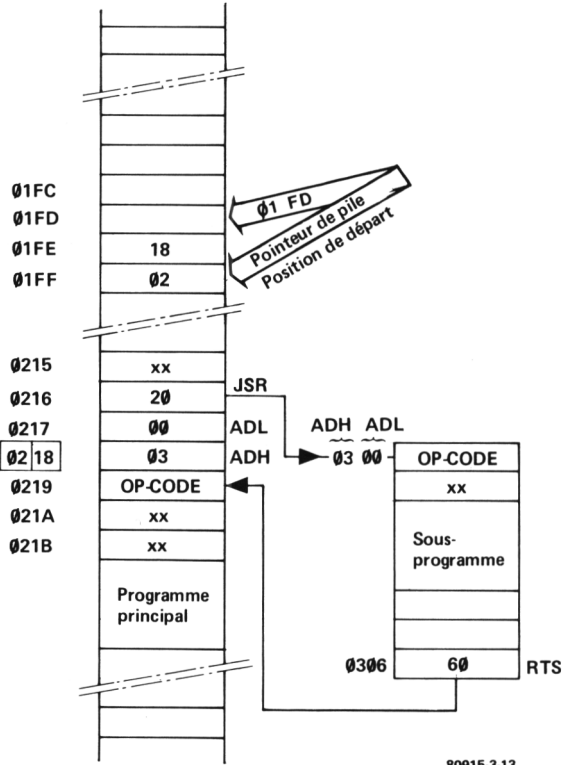 Ø1FC
Ø1FD
Ø1FE 18
Ø1FF Ø2
Ø1 FD
Pointeur de pile
Position de départ
Ø215 xx
Ø216 2Ø JSR
Ø217 ØØ ADL
Ø2 18 Ø3 ADH
Ø219 OP-CODE
Ø21A xx
Ø21B xx
Programme
principal
ADH ADL
Ø3 ØØ OP-CODE
xx
Sous-
programme
Ø3Ø6 6Ø RTS
80915-3.13